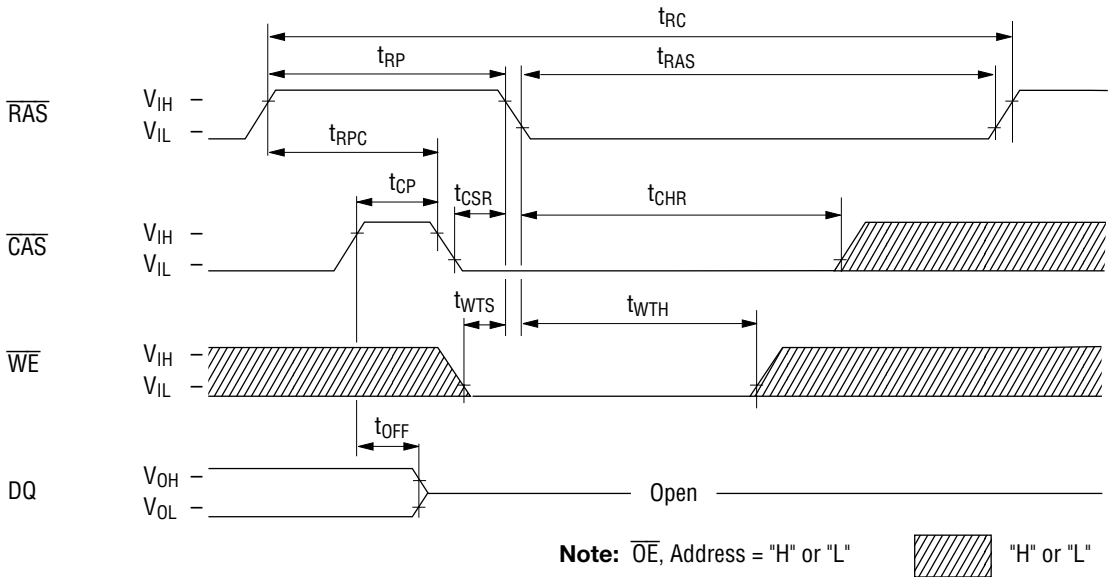 tRC
tRP
tRAS
RAS
VIH
VIL
tRPC
tCP
tCSR
tCHR
CAS
VIH
VIL
tWTS
tWTH
WE
VIH
VIL
tOFF
DQ
VOH
VOL
Open
Note: OE, Address = "H" or "L"
"H" or "L"